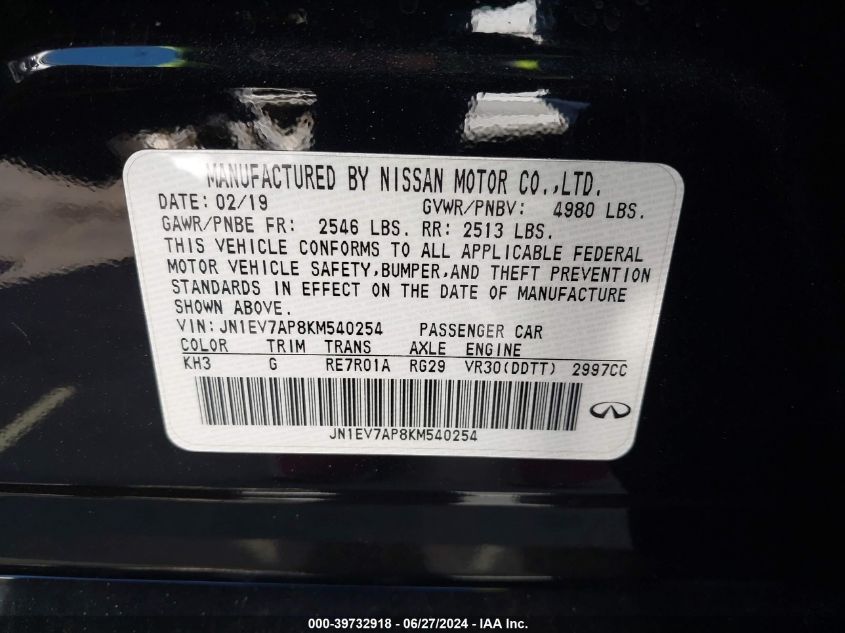 MANUFACTURED BY NISSAN MOTOR CO.,LTD.
DATE: 02/19 GVWR/PNBV: 4980 LBS.
GAWR/PNBE FR: 2546 LBS. RR: 2513 LBS.
THIS VEHICLE CONFORMS TO ALL APPLICABLE FEDERAL
MOTOR VEHICLE SAFETY,BUMPER,AND THEFT PREVENTION
STANDARDS IN EFFECT ON THE DATE OF MANUFACTURE
SHOWN ABOVE.
VIN:JN1EV7AP8KM540254 PASSENGER CAR
COLOR TRIM TRANS AXLE ENGINE
KH3 G RE7R01A RG29 VR30(DDTT) 2997CC
JN1EV7AP8KM540254
000-39732918 - 06/27/2024 - IAA Inc.